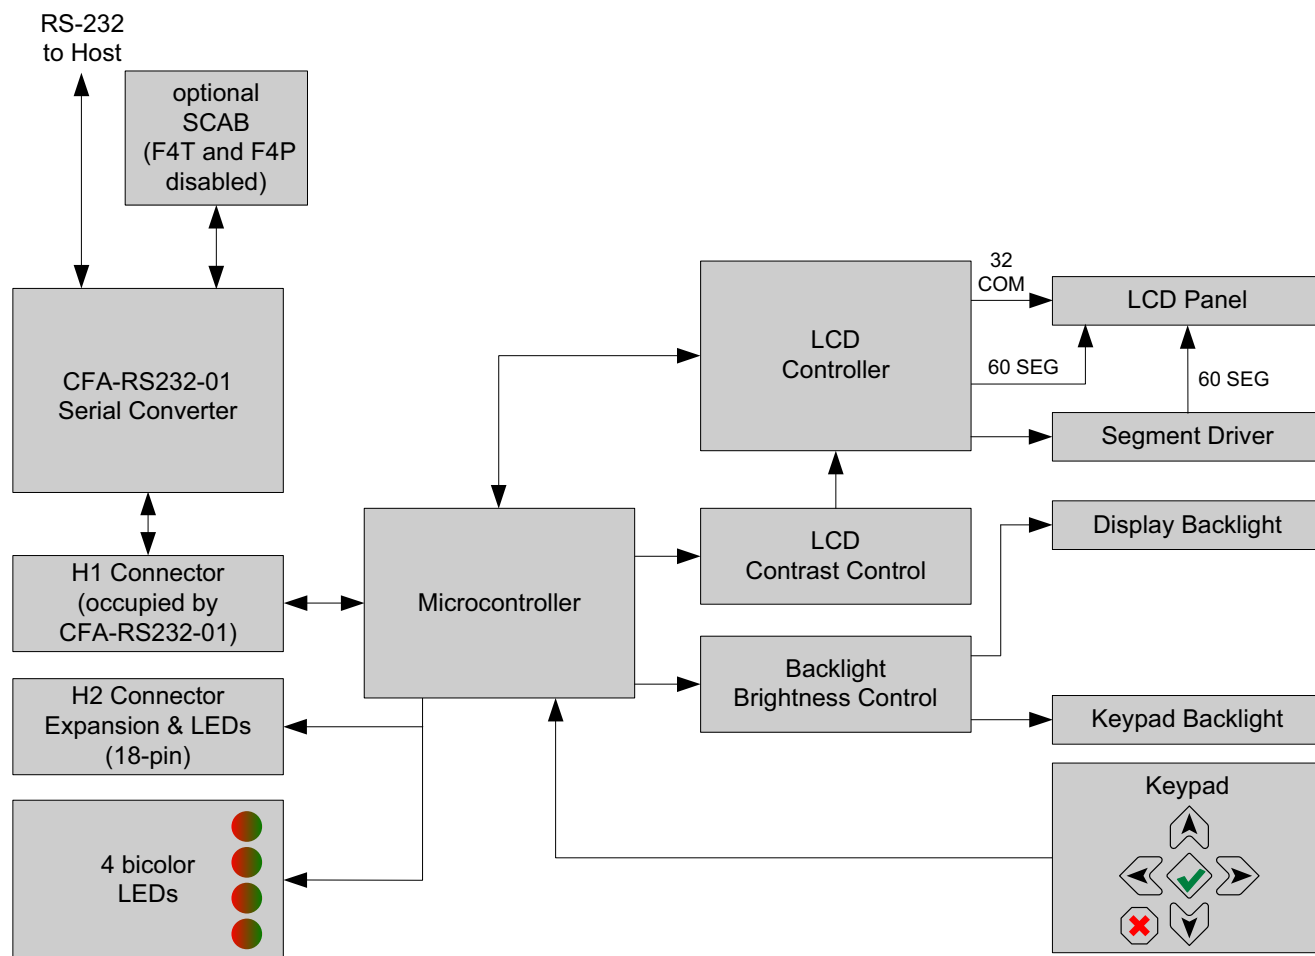 RS-232
to Host
optional
SCAB
(F4T and F4P
disabled)
CFA-RS232-01
Serial Converter
H1 Connector
(occupied by
CFA-RS232-01)
H2 Connector
Expansion & LEDs
(18-pin)
4 bicolor
LEDs
Microcontroller
LCD
Controller
LCD
Contrast Control
Backlight
Brightness Control
32
COM
60 SEG
60 SEG
LCD Panel
Segment Driver
Display Backlight
Keypad Backlight
Keypad